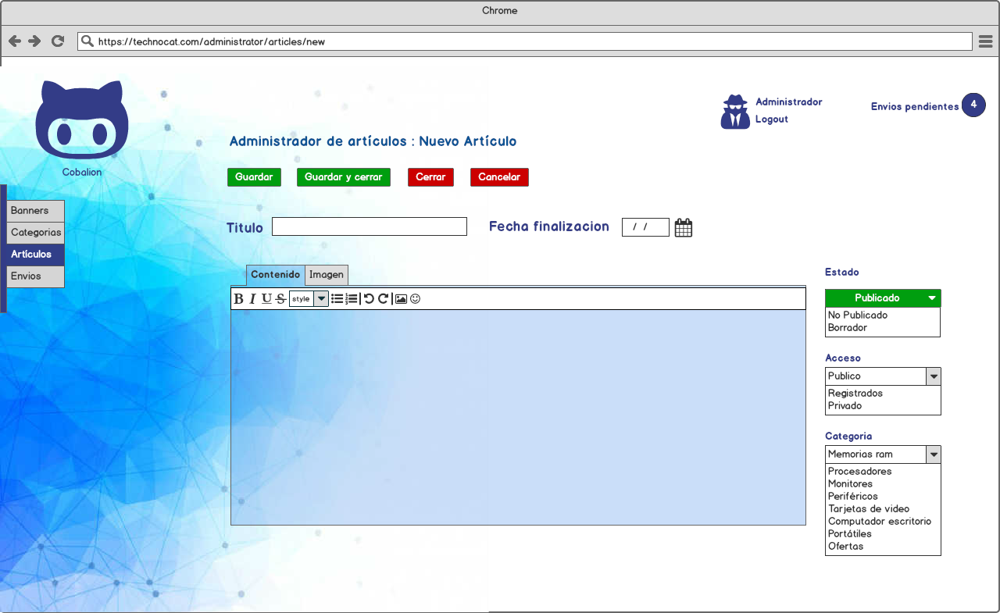 Chrome
https://technocat.com/administrator/articles/new
Administrador
Logout
Envios pendientes 4
Cobalion
Administrador de artículos : Nuevo Artículo
Guardar Guardar y cerrar Cerrar Cancelar
Banners
Categorias
Artículos
Envios
Titulo
Fecha finalizacion / /
Contenido Imagen
B I U S style
Estado
Publicado
No Publicado
Borrador
Acceso
Publico
Registrados
Privado
Categoria
Memorias ram
Procesadores
Monitores
Periféricos
Tarjetas de video
Computador escritorio
Portátiles
Ofertas